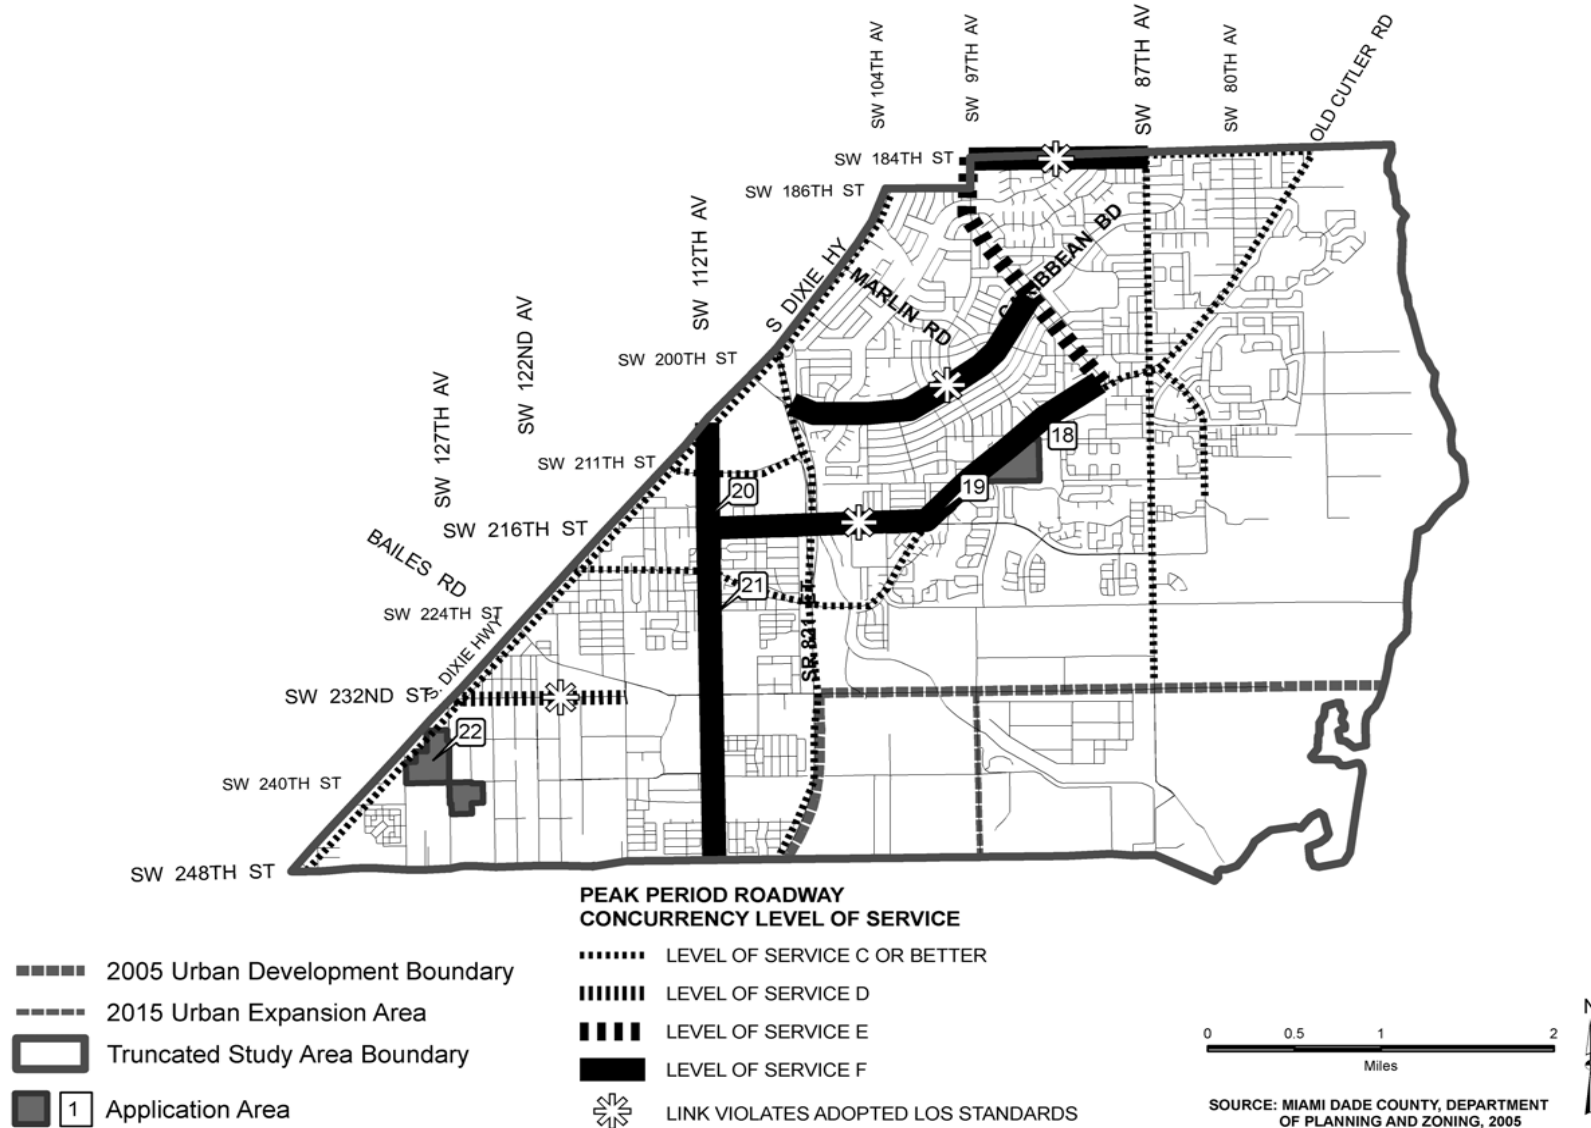 SW 104TH AV
SW 97TH AV
SW 87TH AV
SW 80TH AV
OLD CUTLER RD
SW 184TH ST
SW 186TH ST
SW 112TH AV
S DIXIE HY
MARLIN RD
BBEAN BD
SW 200TH ST
SW 122ND AV
SW 127TH AV
SW 211TH ST
18
19
20
SW 216TH ST
BAILES RD
21
SW 224TH ST
S. DIXIE HWY
SR 821
SW 232ND ST
22
SW 240TH ST
SW 248TH ST
PEAK PERIOD ROADWAY
CONCURRENCY LEVEL OF SERVICE
LEVEL OF SERVICE C OR BETTER
LEVEL OF SERVICE D
LEVEL OF SERVICE E
LEVEL OF SERVICE F
LINK VIOLATES ADOPTED LOS STANDARDS
2005 Urban Development Boundary
2015 Urban Expansion Area
Truncated Study Area Boundary
1 Application Area
0 0.5 1 2
Miles
N
SOURCE: MIAMI DADE COUNTY, DEPARTMENT
OF PLANNING AND ZONING, 2005